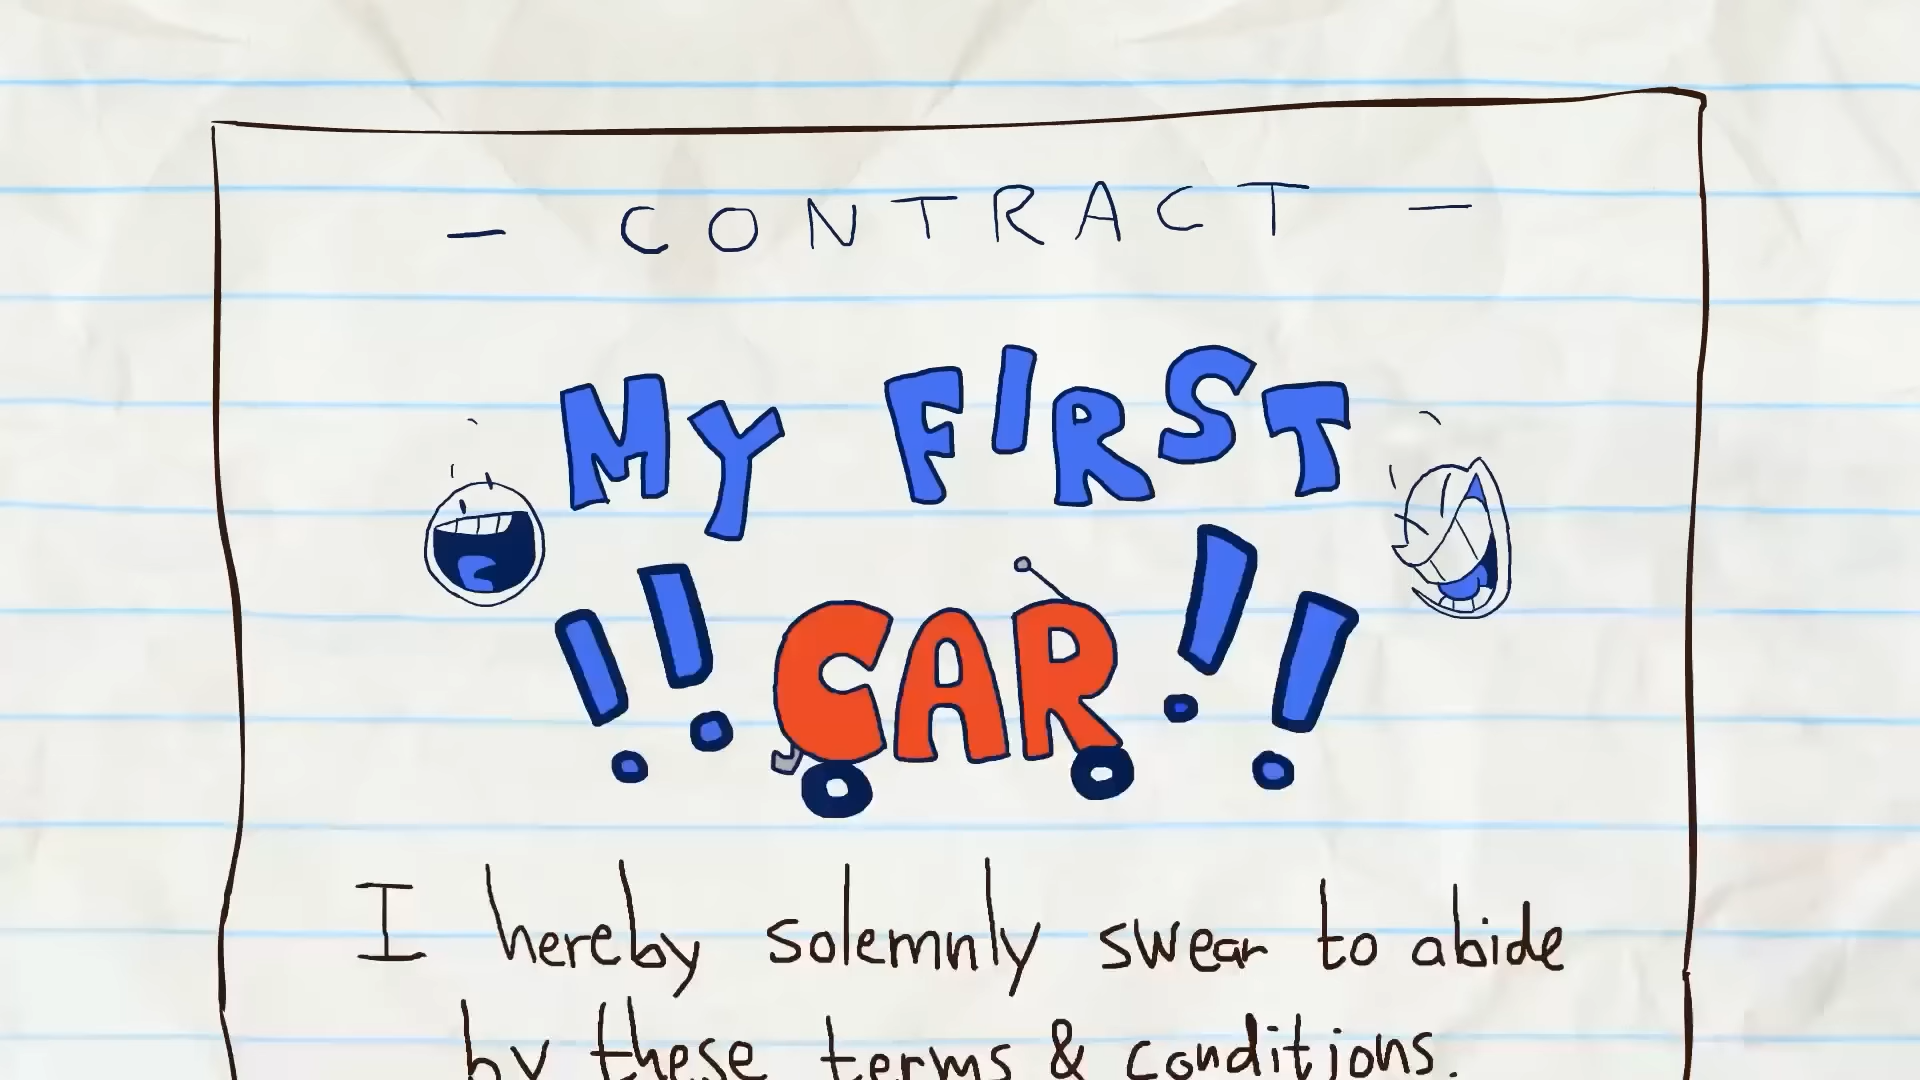 - CONTRACT -
MY FIRST
!! CAR !!
I hereby solemnly swear to abide
by these terms & conditions.